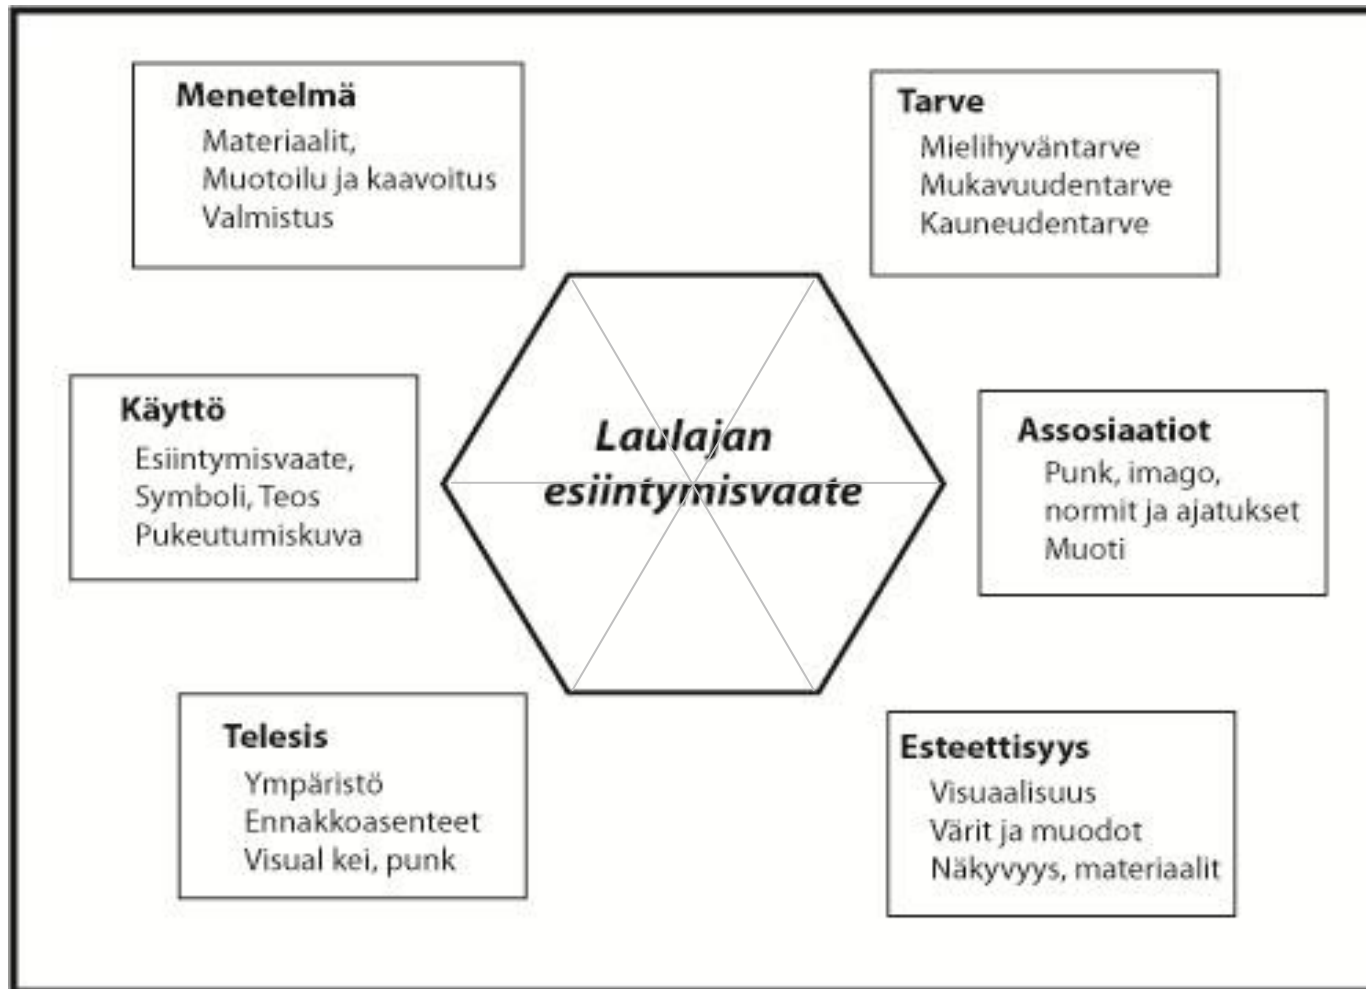 Menetelmä
Materiaalit,
Muotoilu ja kaavoitus
Valmistus
Tarve
Mielihyväntarve
Mukavuudentarve
Kauneudentarve
Käyttö
Esiintymisvaate,
Symboli, Teos
Pukeutumiskuva
Laulajan
esiintymisvaate
Assosiaatiot
Punk, imago,
normit ja ajatukset
Muoti
Telesis
Ympäristö
Ennakkoasenteet
Visual kei, punk
Esteettisyys
Visuaalisuus
Värit ja muodot
Näkyvyys, materiaalit